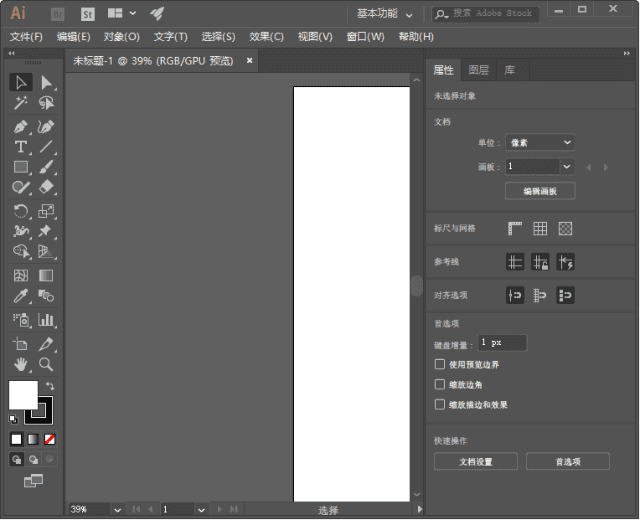 Ai Br St 基本功能 搜索 Adobe Stock
文件(F) 编辑(E) 对象(O) 文字(T) 选择(S) 效果(C) 视图(V) 窗口(W) 帮助(H)
未标题-1 @ 39% (RGB/GPU 预览)
属性 图层 库
未选择对象
文档
单位: 像素
画板: 1
编辑画板
标尺与网格
参考线
对齐选项
首选项
键盘增量: 1 px
使用预览边界
缩放边角
缩放描边和效果
快速操作
文档设置 首选项
39% 1 选择